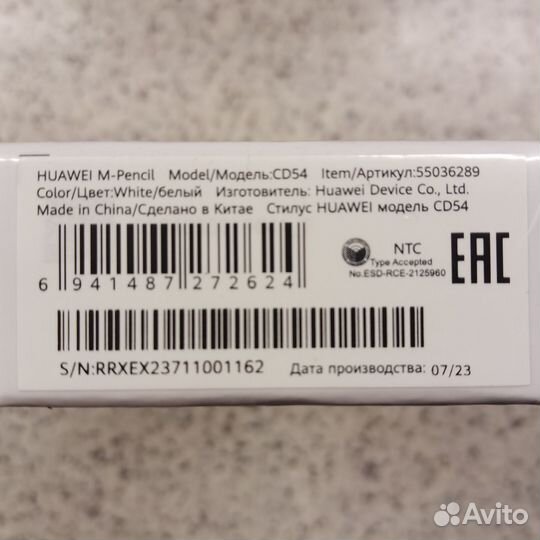 HUAWEI M-Pencil Model/Модель:CD54 Item/Артикул:55036289
Color/Цвет:White/белый Изготовитель: Huawei Device Co., Ltd.
Made in China/Сделано в Китае Стилус HUAWEI модель CD54
NTC
Type Accepted
No.ESD-RCE-2125960
EAC
6 941487 272624
S/N:RRXEX23711001162 Дата производства: 07/23
Avito